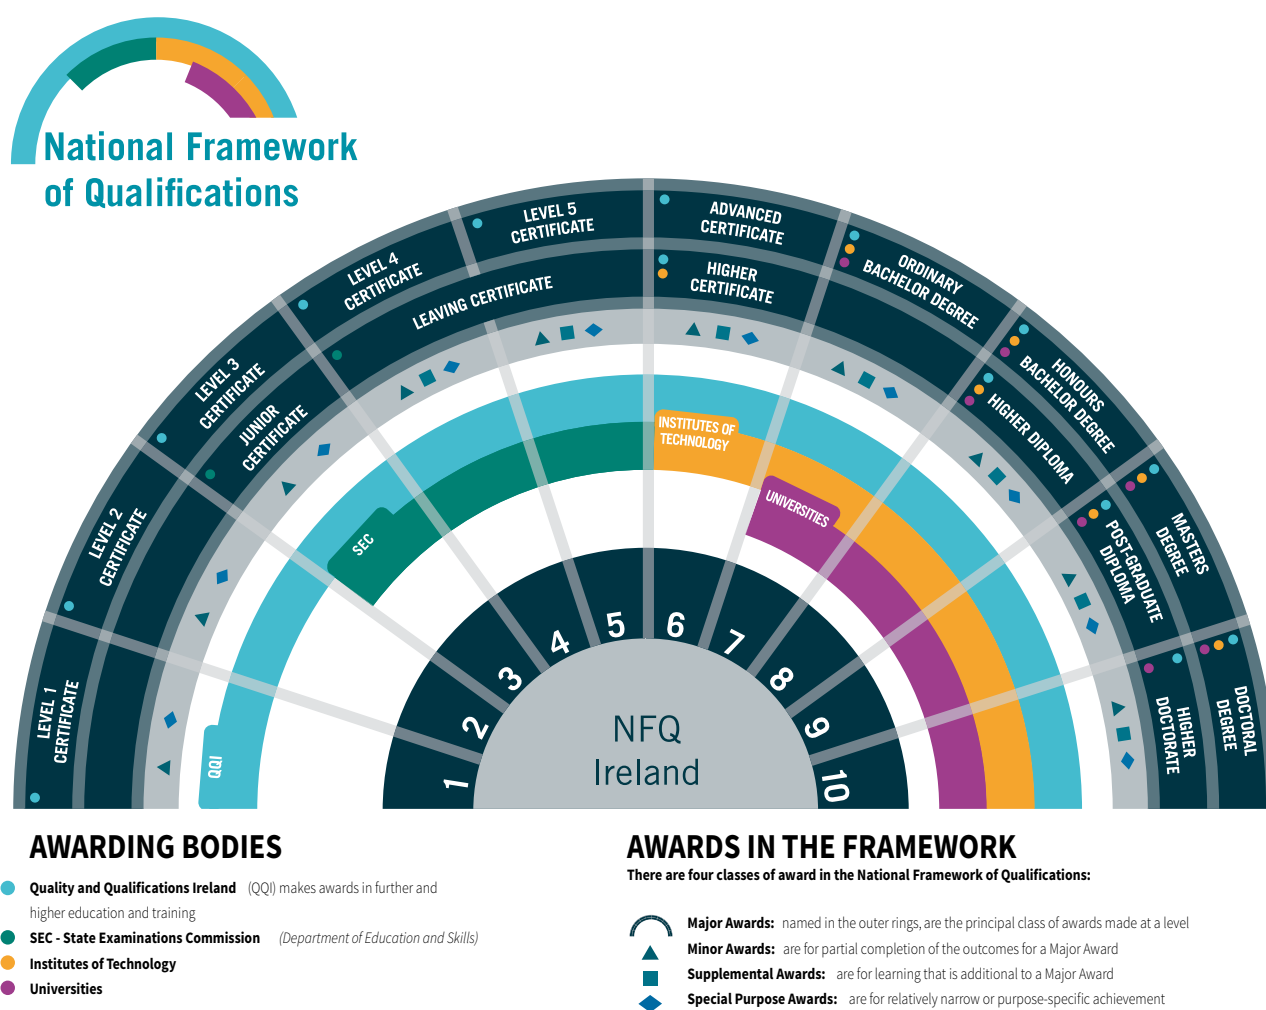 National Framework
of Qualifications
LEVEL 1
CERTIFICATE
LEVEL 2
CERTIFICATE
LEVEL 3
CERTIFICATE
JUNIOR
CERTIFICATE
LEVEL 4
CERTIFICATE
LEVEL 5
CERTIFICATE
LEAVING CERTIFICATE
ADVANCED
CERTIFICATE
HIGHER
CERTIFICATE
ORDINARY
BACHELOR DEGREE
HONOURS
BACHELOR DEGREE
HIGHER DIPLOMA
MASTERS
DEGREE
POST-GRADUATE
DIPLOMA
DOCTORAL
DEGREE
HIGHER
DOCTORATE
QQI
SEC
INSTITUTES OF
TECHNOLOGY
UNIVERSITIES
1
2
3
4
5
6
7
8
9
10
NFQ
Ireland
AWARDING BODIES
Quality and Qualifications Ireland (QQI) makes awards in further and
higher education and training
SEC - State Examinations Commission (Department of Education and Skills)
Institutes of Technology
Universities
AWARDS IN THE FRAMEWORK
There are four classes of award in the National Framework of Qualifications:
Major Awards: named in the outer rings, are the principal class of awards made at a level
Minor Awards: are for partial completion of the outcomes for a Major Award
Supplemental Awards: are for learning that is additional to a Major Award
Special Purpose Awards: are for relatively narrow or purpose-specific achievement